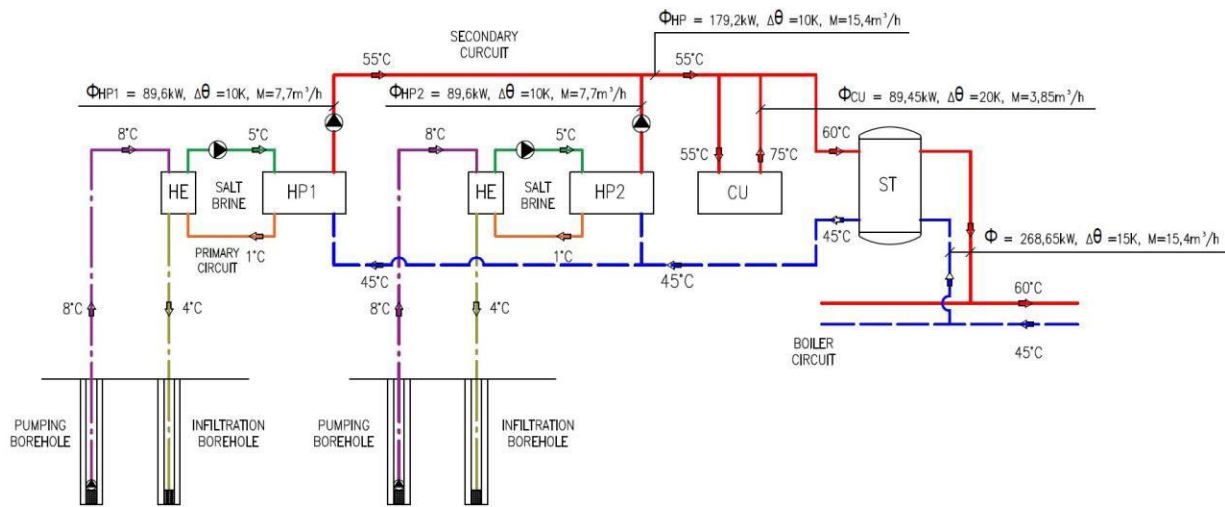 ΦHP = 179,2kW, Δθ =10K, M=15,4m³/h
SECONDARY
CURCUIT
55°C
55°C
ΦHP1 = 89,6kW, Δθ =10K, M=7,7m³/h
ΦHP2 = 89,6kW, Δθ =10K, M=7,7m³/h
ΦCU = 89,45kW, Δθ =20K, M=3,85m³/h
8°C
5°C
8°C
5°C
60°C
55°C
75°C
HE
SALT
BRINE
HP1
HE
SALT
BRINE
HP2
CU
ST
PRIMARY
CIRCUIT
1°C
1°C
45°C
Φ = 268,65kW, Δθ =15K, M=15,4m³/h
45°C
45°C
8°C
4°C
8°C
4°C
60°C
BOILER
CIRCUIT
45°C
PUMPING
BOREHOLE
INFILTRATION
BOREHOLE
PUMPING
BOREHOLE
INFILTRATION
BOREHOLE